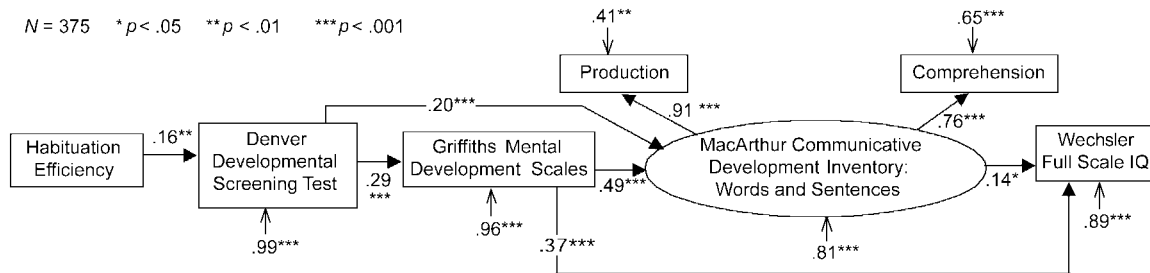 N = 375 *p < .05 **p < .01 ***p < .001
.41**
.65***
Production
Comprehension
.20***
.91 ***
.76***
Habituation
Efficiency
.16**
Denver
Developmental
Screening Test
.29
***
Griffiths Mental
Development Scales
.49***
MacArthur Communicative
Development Inventory:
Words and Sentences
.14*
Wechsler
Full Scale IQ
.99***
.96***
.37***
.81***
.89***